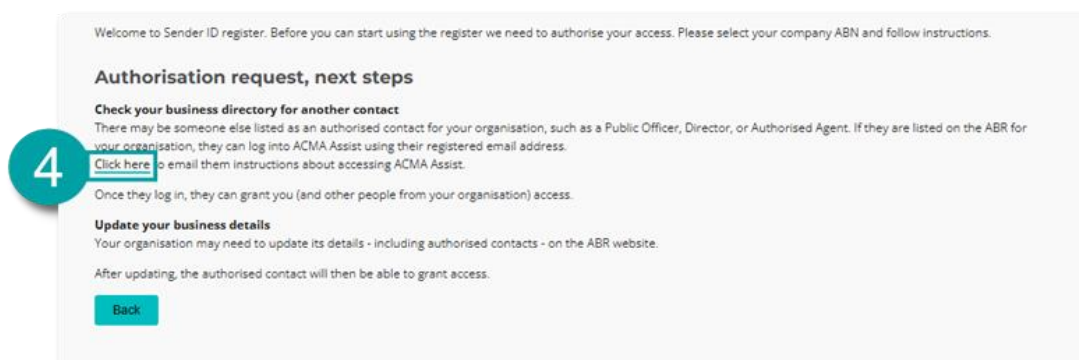 Welcome to Sender ID register. Before you can start using the register we need to authorise your access. Please select your company ABN and follow instructions.
Authorisation request, next steps
Check your business directory for another contact
There may be someone else listed as an authorised contact for your organisation, such as a Public Officer, Director, or Authorised Agent. If they are listed on the ABR for
your organisation, they can log into ACMA Assist using their registered email address.
4
Click here to email them instructions about accessing ACMA Assist.
Once they log in, they can grant you (and other people from your organisation) access.
Update your business details
Your organisation may need to update its details - including authorised contacts - on the ABR website.
After updating, the authorised contact will then be able to grant access.
Back